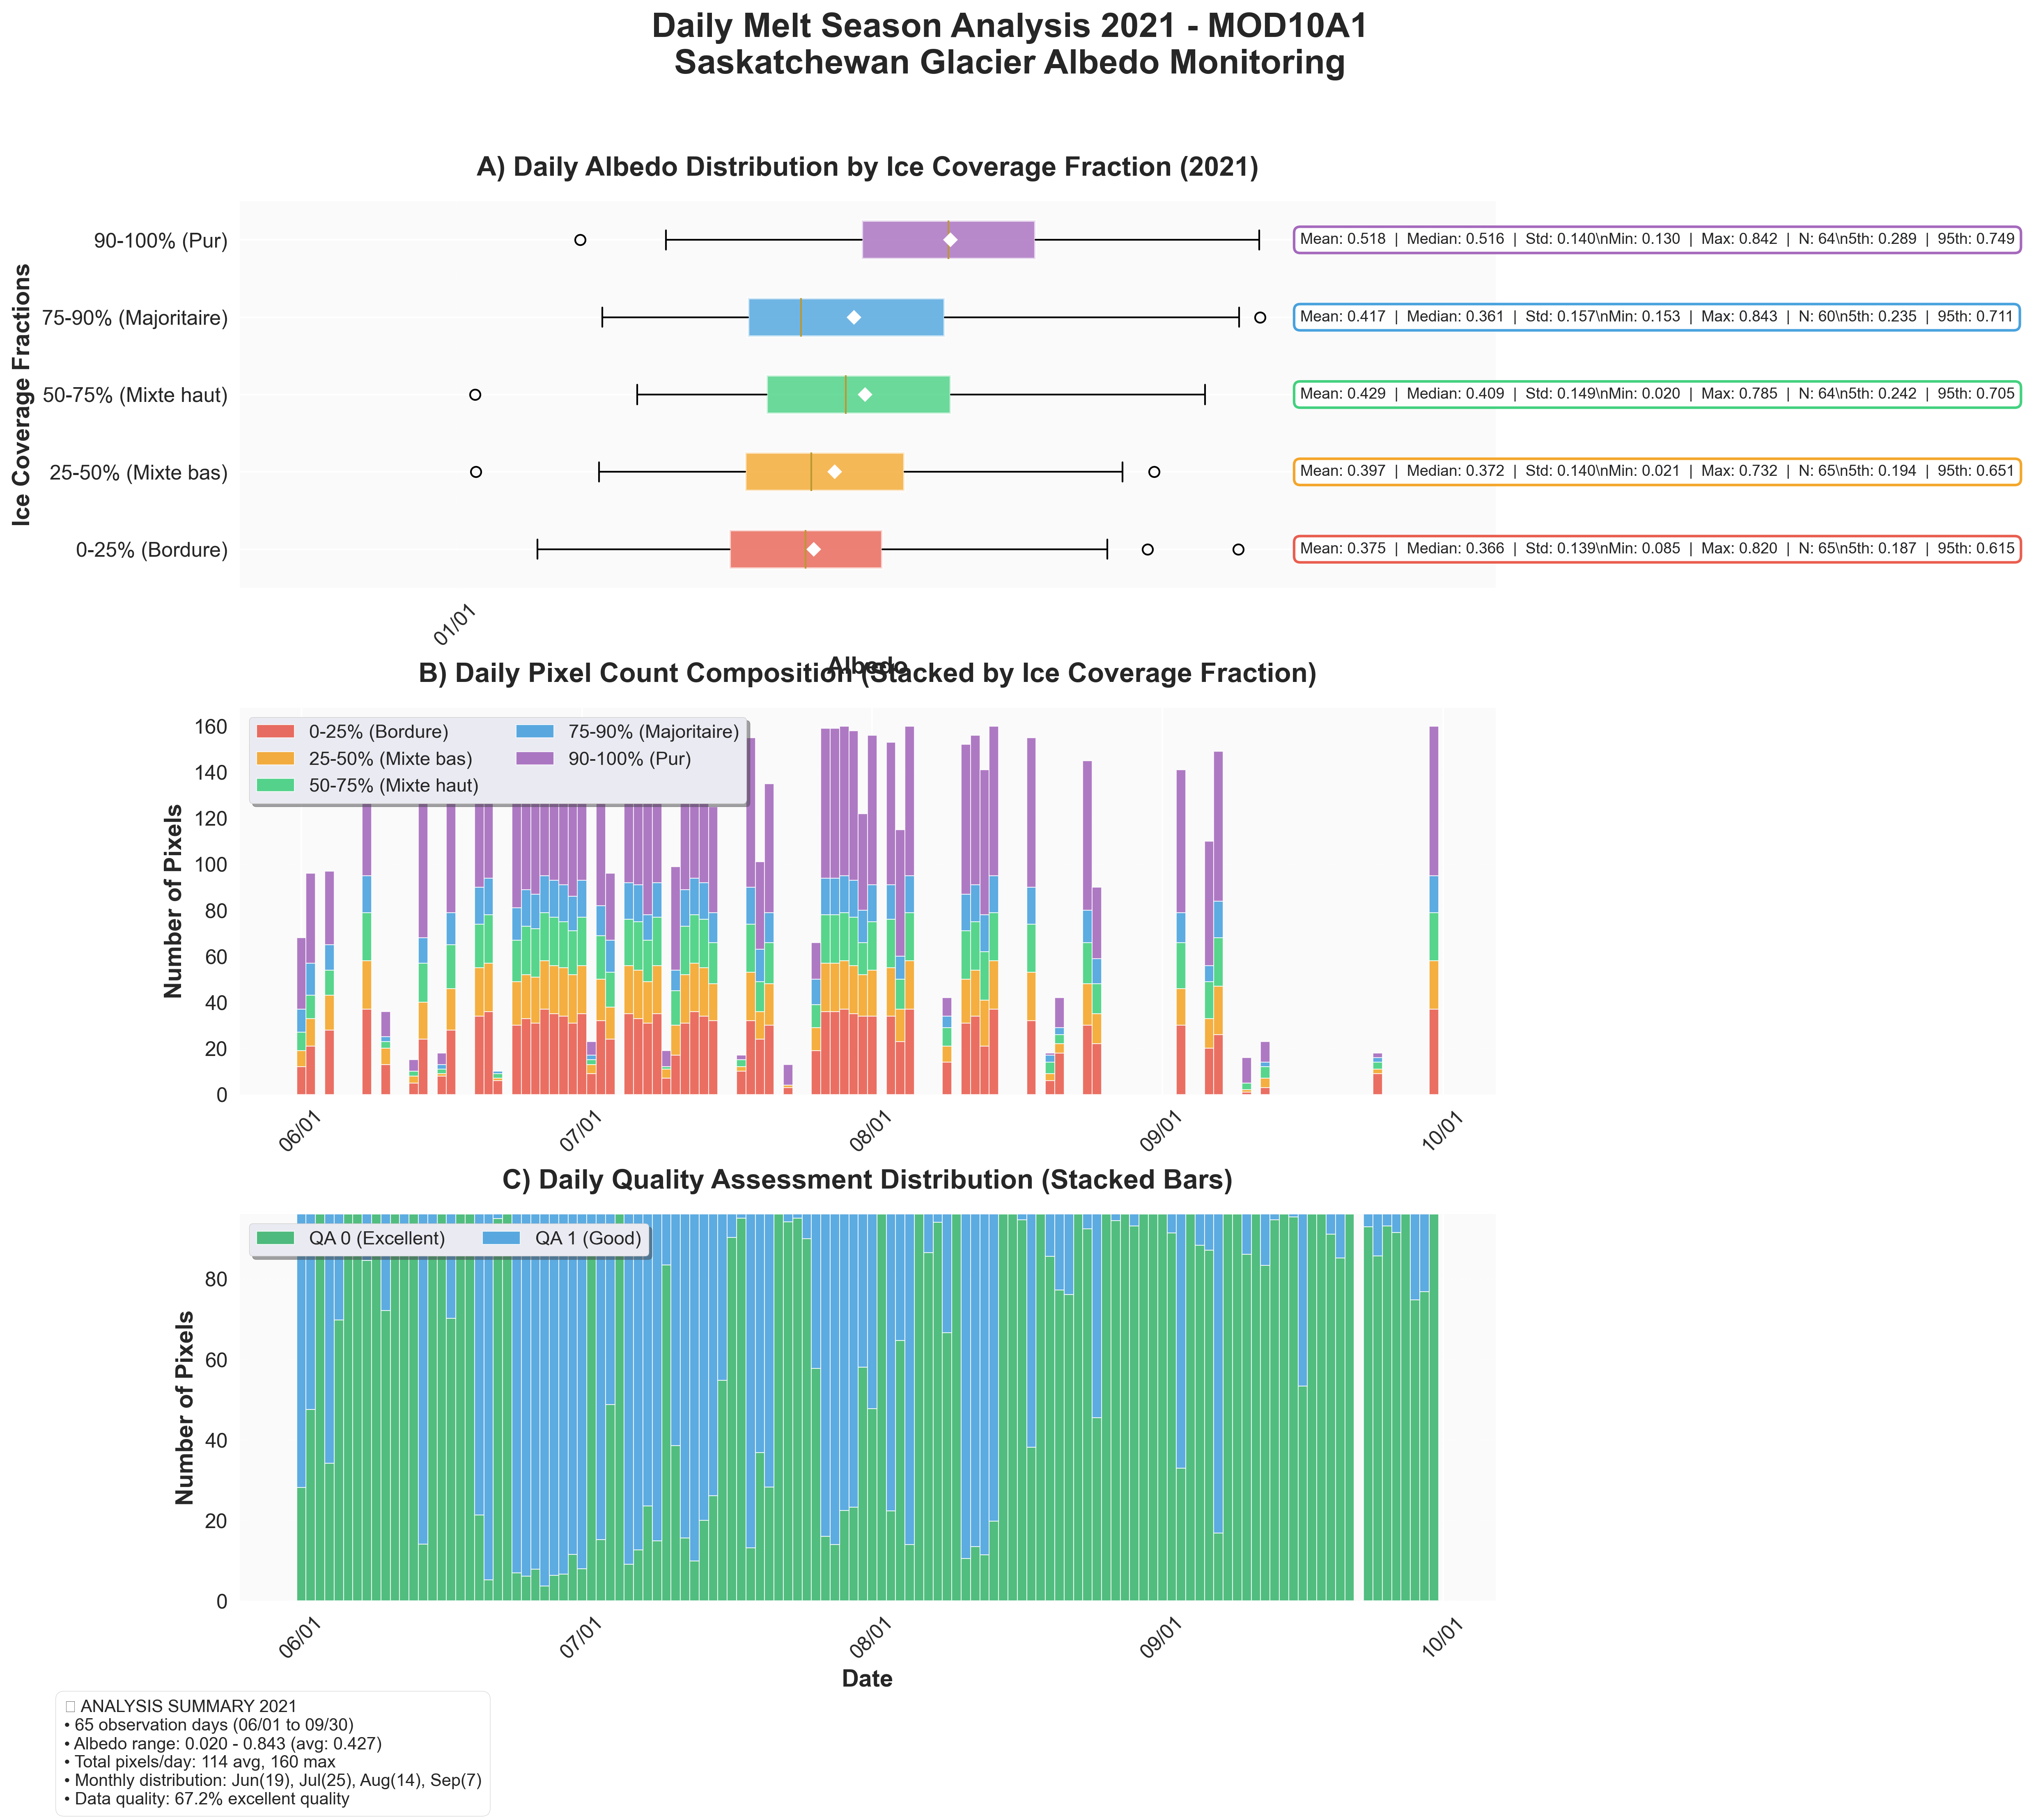 Daily Melt Season Analysis 2021 - MOD10A1
Saskatchewan Glacier Albedo Monitoring
A) Daily Albedo Distribution by Ice Coverage Fraction (2021)
Ice Coverage Fractions
90-100% (Pur)
Mean: 0.518 | Median: 0.516 | Std: 0.140\nMin: 0.130 | Max: 0.842 | N: 64\n5th: 0.289 | 95th: 0.749
75-90% (Majoritaire)
Mean: 0.417 | Median: 0.361 | Std: 0.157\nMin: 0.153 | Max: 0.843 | N: 60\n5th: 0.235 | 95th: 0.711
50-75% (Mixte haut)
Mean: 0.429 | Median: 0.409 | Std: 0.149\nMin: 0.020 | Max: 0.785 | N: 64\n5th: 0.242 | 95th: 0.705
25-50% (Mixte bas)
Mean: 0.397 | Median: 0.372 | Std: 0.140\nMin: 0.021 | Max: 0.732 | N: 65\n5th: 0.194 | 95th: 0.651
0-25% (Bordure)
Mean: 0.375 | Median: 0.366 | Std: 0.139\nMin: 0.085 | Max: 0.820 | N: 65\n5th: 0.187 | 95th: 0.615
01/01
Albedo
B) Daily Pixel Count Composition (Stacked by Ice Coverage Fraction)
0-25% (Bordure)
25-50% (Mixte bas)
50-75% (Mixte haut)
75-90% (Majoritaire)
90-100% (Pur)
Number of Pixels
160
140
120
100
80
60
40
20
0
06/01
07/01
08/01
09/01
10/01
C) Daily Quality Assessment Distribution (Stacked Bars)
QA 0 (Excellent)
QA 1 (Good)
Number of Pixels
80
60
40
20
0
06/01
07/01
08/01
09/01
10/01
Date
ANALYSIS SUMMARY 2021
• 65 observation days (06/01 to 09/30)
• Albedo range: 0.020 - 0.843 (avg: 0.427)
• Total pixels/day: 114 avg, 160 max
• Monthly distribution: Jun(19), Jul(25), Aug(14), Sep(7)
• Data quality: 67.2% excellent quality